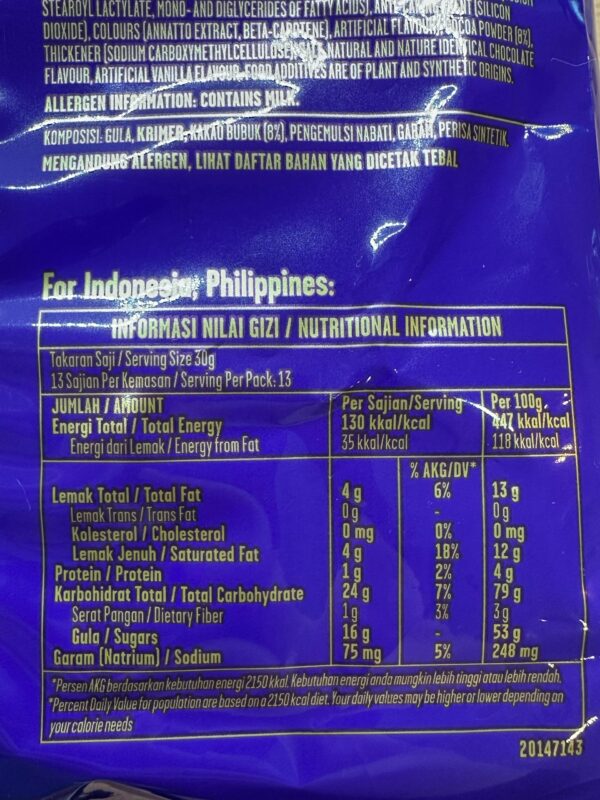 STEAROYL LACTYLATE, MONO- AND DIGLYCERIDES OF FATTY ACIDS), (SILICON
DIOXIDE), COLOURS (ANNATTO EXTRACT, BETA-CAROTENE), ARTIFICIAL FLAVOUR, COCOA POWDER (8%),
THICKENER (SODIUM CARBOXYMETHYLCELLULOSE), NATURAL AND NATURE IDENTICAL CHOCOLATE
FLAVOUR, ARTIFICIAL VANILLA FLAVOUR. FOOD ADDITIVES ARE OF PLANT AND SYNTHETIC ORIGINS.
ALLERGEN INFORMATION: CONTAINS MILK.
KOMPOSISI: GULA, KRIMER, KAKAO BUBUK (8%), PENGEMULSI NABATI, GARAM, PERISA SINTETIK.
MENGANDUNG ALERGEN, LIHAT DAFTAR BAHAN YANG DICETAK TEBAL
For Indonesia, Philippines:
INFORMASI NILAI GIZI / NUTRITIONAL INFORMATION
Takaran Saji / Serving Size 30g
13 Sajian Per Kemasan / Serving Per Pack: 13
JUMLAH / AMOUNT Per Sajian/Serving Per 100g
Energi Total / Total Energy 130 kkal/kcal 447 kkal/kcal
Energi dari Lemak / Energy from Fat 35 kkal/kcal 118 kkal/kcal
% AKG/DV*
Lemak Total / Total Fat 4 g 6% 13 g
Lemak Trans / Trans Fat 0 g - 0 g
Kolesterol / Cholesterol 0 mg 0% 0 mg
Lemak Jenuh / Saturated Fat 4 g 18% 12 g
Protein / Protein 1 g 2% 4 g
Karbohidrat Total / Total Carbohydrate 24 g 7% 79 g
Serat Pangan / Dietary Fiber 1 g 3% 3 g
Gula / Sugars 16 g - 53 g
Garam (Natrium) / Sodium 75 mg 5% 248 mg
*Persen AKG berdasarkan kebutuhan energi 2150 kkal. Kebutuhan energi anda mungkin lebih tinggi atau lebih rendah.
*Percent Daily Value for population are based on a 2150 kcal diet. Your daily values may be higher or lower depending on
your calorie needs
20147143